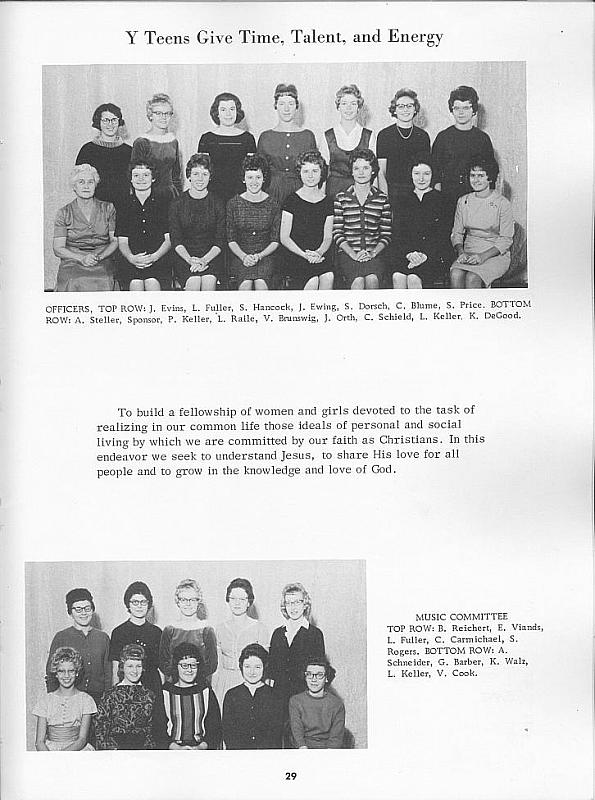 Y Teens Give Time, Talent, and Energy
OFFICERS, TOP ROW: J. Evins, L. Fuller, S. Hancock, J. Ewing, S. Dorsch, C. Blume, S. Price. BOTTOM
ROW: A. Steller, Sponsor, P. Keller, L. Raile, V. Brunswig, J. Orth, C. Schield, L. Keller, K. DeGood.
To build a fellowship of women and girls devoted to the task of
realizing in our common life those ideals of personal and social
living by which we are committed by our faith as Christians. In this
endeavor we seek to understand Jesus, to share His love for all
people and to grow in the knowledge and love of God.
MUSIC COMMITTEE
TOP ROW: B. Reichert, E. Viands,
L. Fuller, C. Carmichael, S.
Rogers. BOTTOM ROW: A.
Schneider, G. Barber, K. Walz,
L. Keller, V. Cook.
29